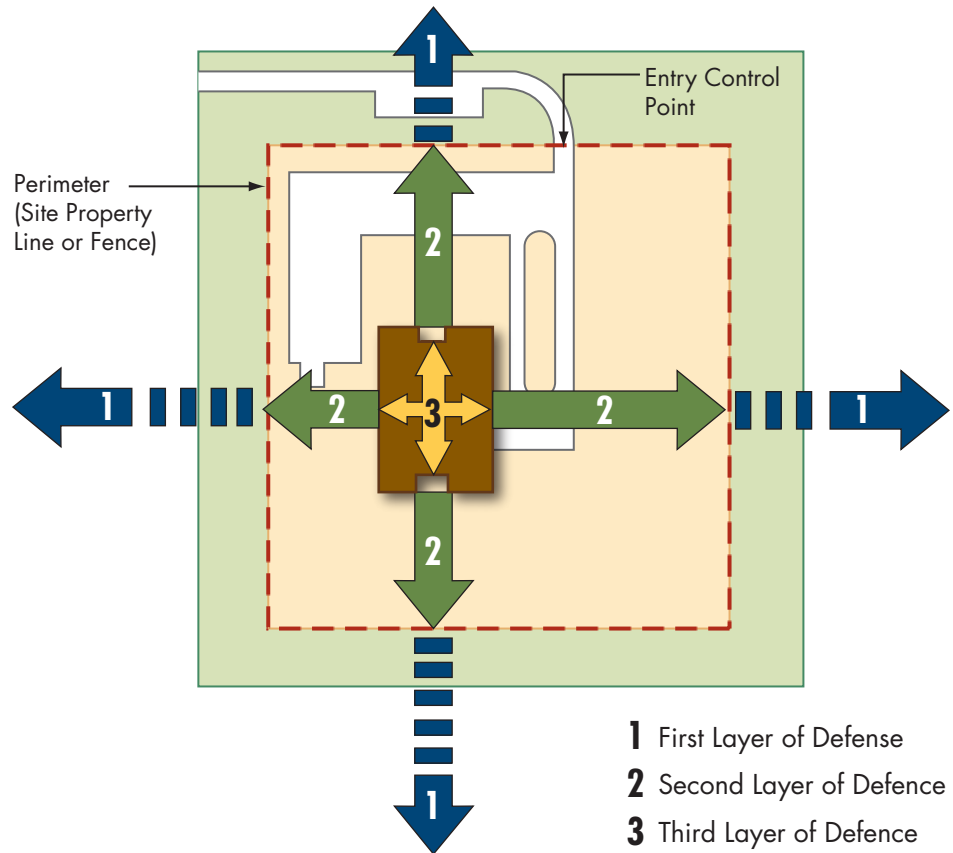 1
Entry Control
Point
Perimeter
(Site Property
Line or Fence)
2
1
2
3
2
1
2
1
1 First Layer of Defense
2 Second Layer of Defence
3 Third Layer of Defence